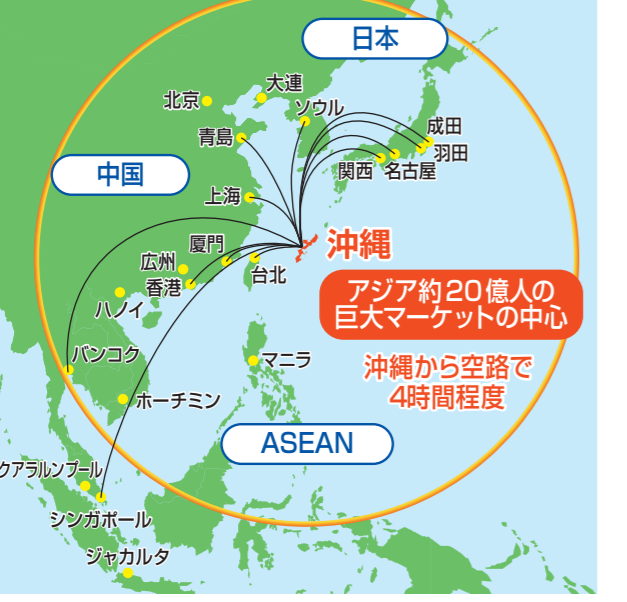 日本
大連
北京
ソウル
成田
青島
羽田
関西 名古屋
中国
上海
沖縄
厦門
広州
台北
香港
アジア約20億人の
巨大マーケットの中心
ハノイ
バンコク
マニラ
沖縄から空路で
4時間程度
ホーチミン
ASEAN
クアラルンプール
シンガポール
ジャカルタ